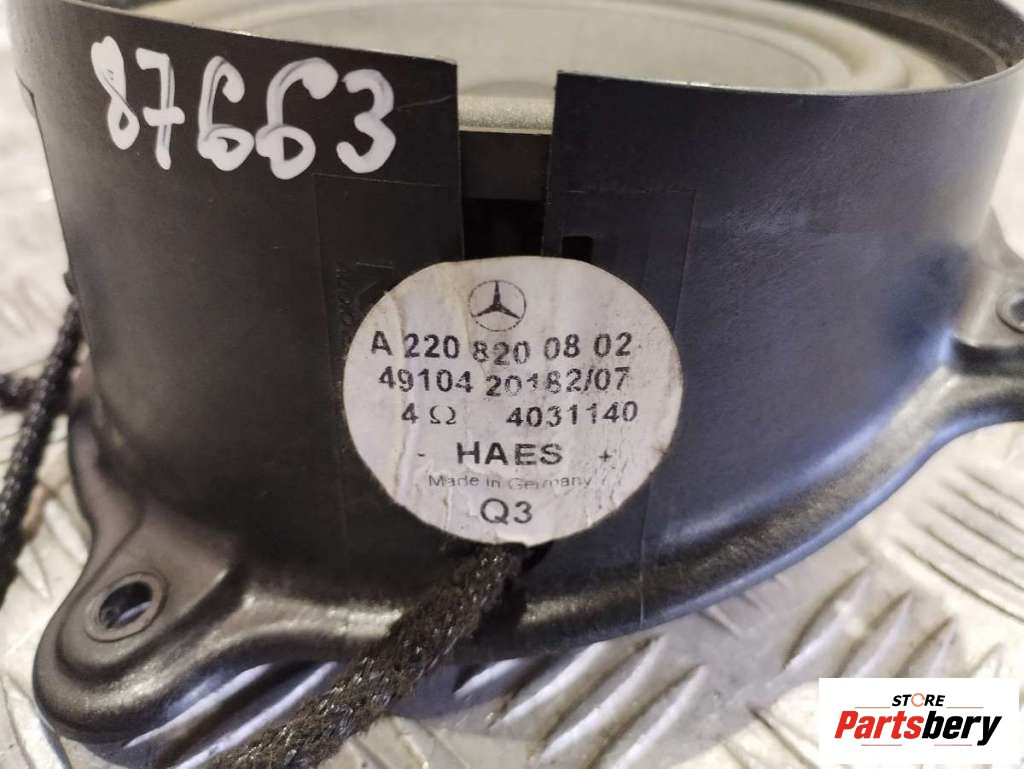 87663
A 220 820 08 02
49104 20182/07
4 Ω 4031140
- HAES +
Made in Germany
Q3
STORE
Partsbery